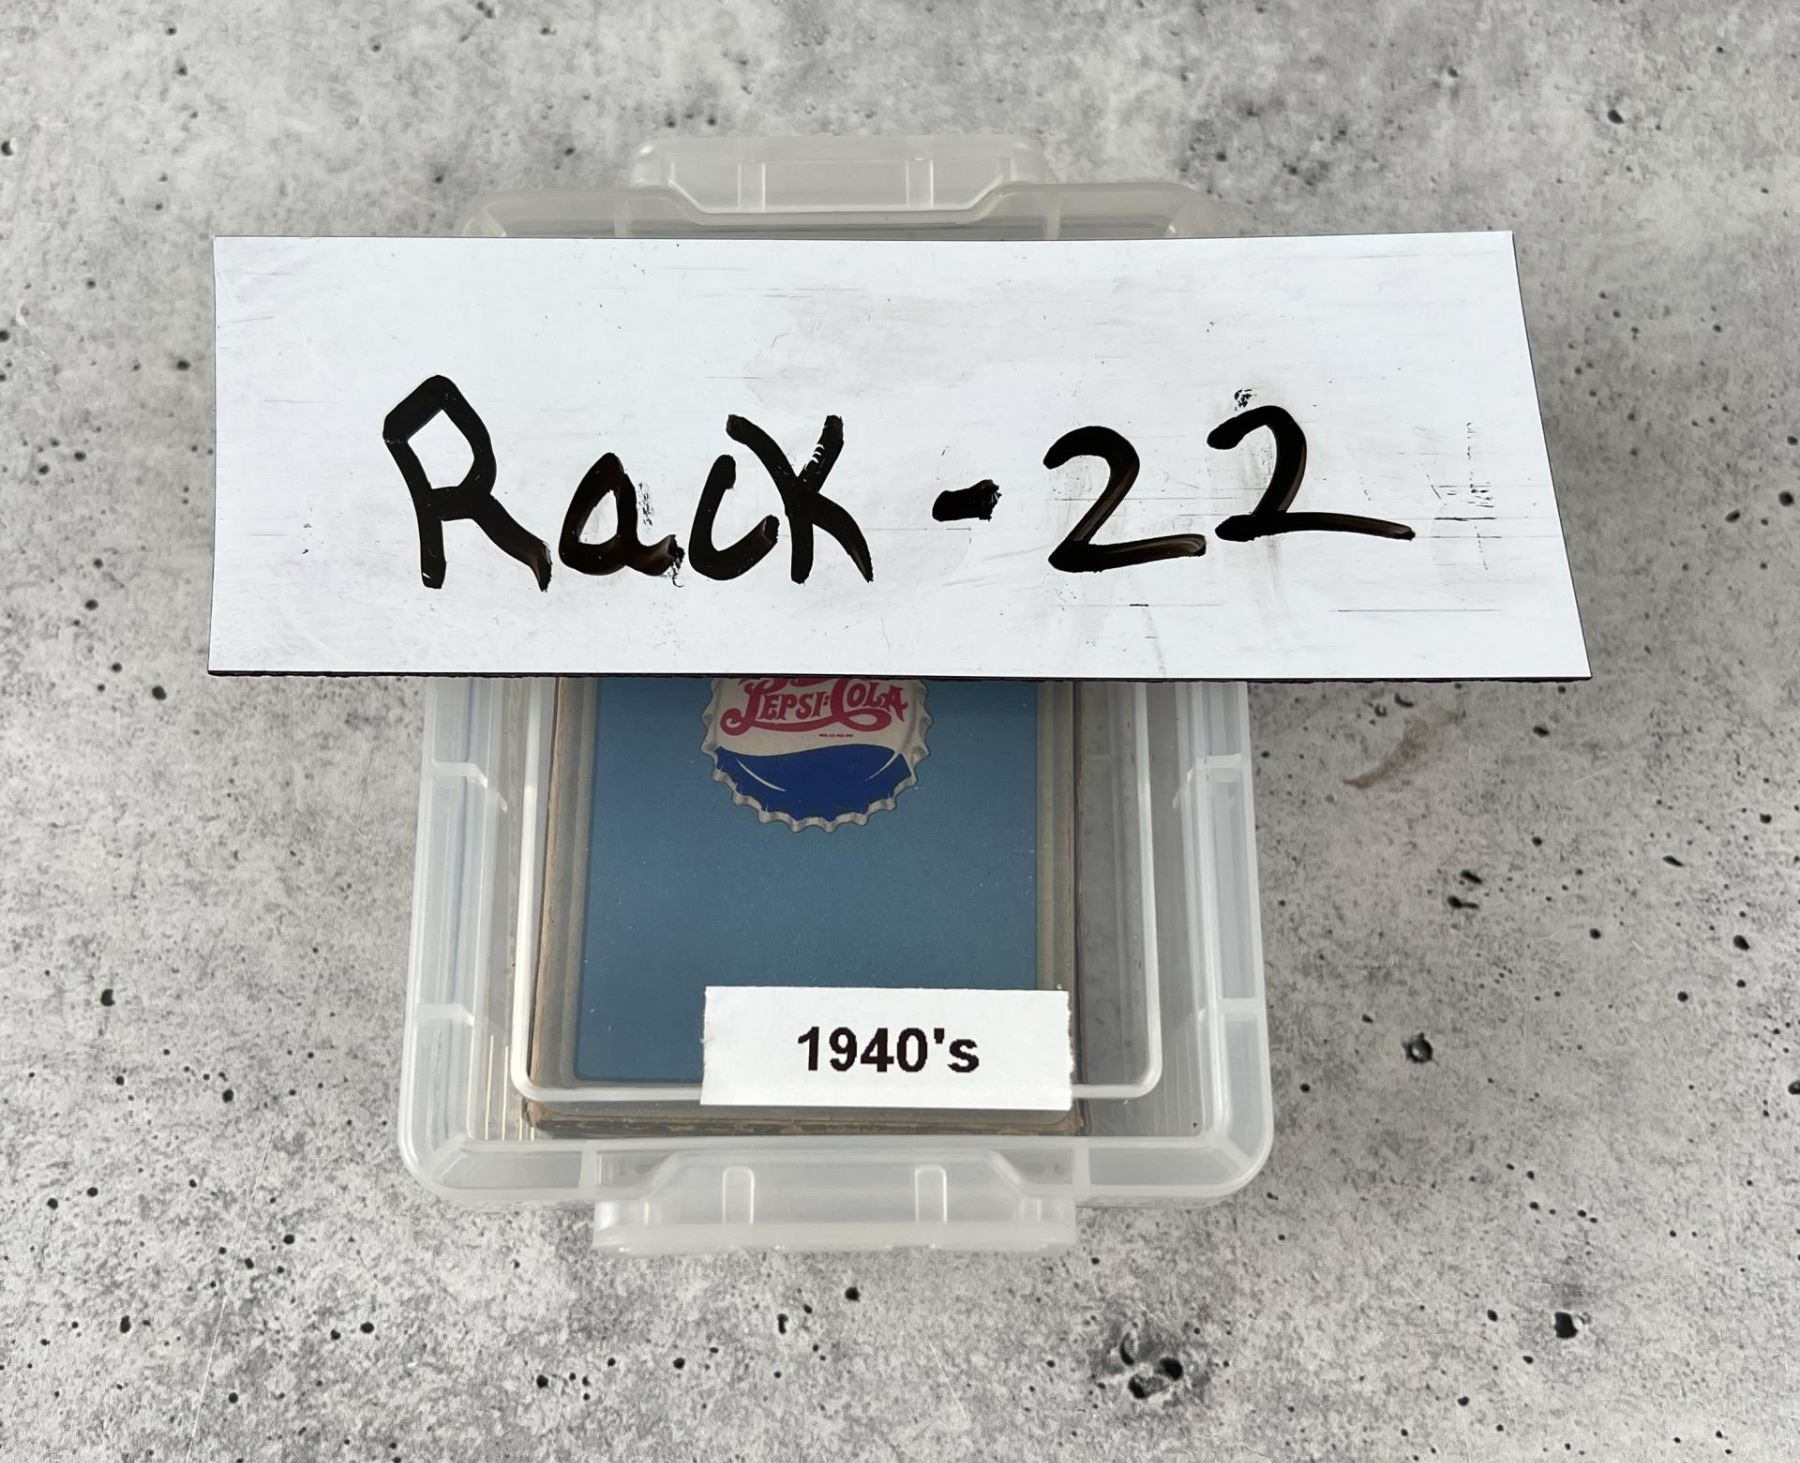 Rack-22
PEPSI-COLA
1940's